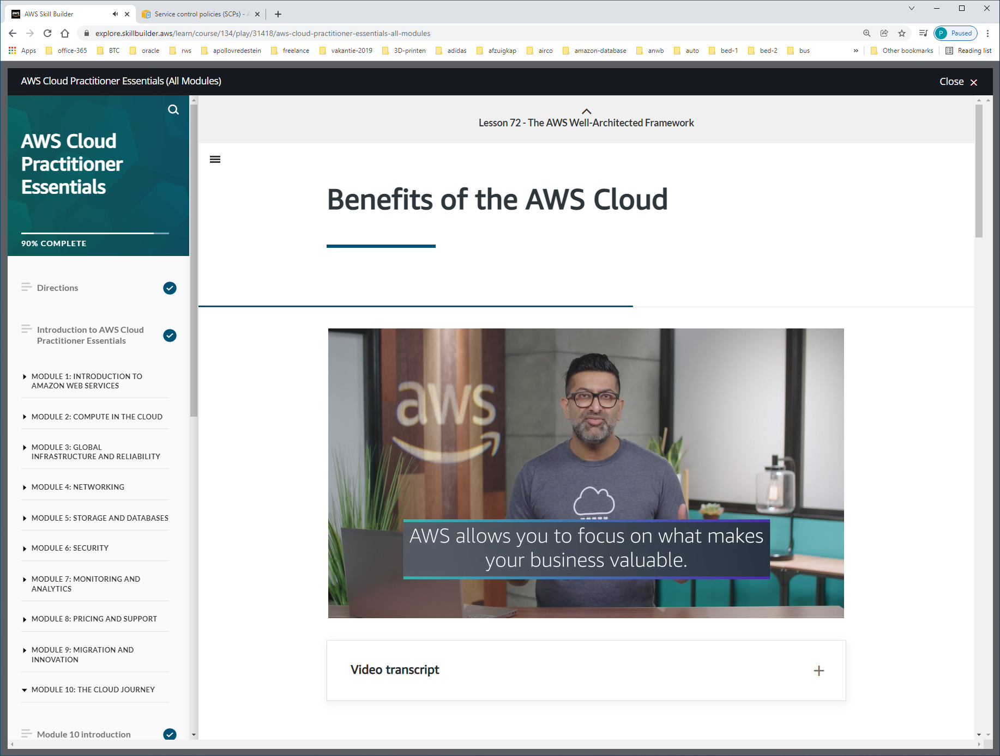 aws AWS Skill Builder
Service control policies (SCPs) - A
explore.skillbuilder.aws/learn/course/134/play/31418/aws-cloud-practitioner-essentials-all-modules
P Paused
Apps office-365 BTC oracle rws apollovredestein freelance vakantie-2019 3D-printen adidas afzuigkap airco amazon-database anwb auto bed-1 bed-2 bus » Other bookmarks Reading list
AWS Cloud Practitioner Essentials (All Modules)
Close
AWS Cloud
Practitioner
Essentials
90% COMPLETE
Directions
Introduction to AWS Cloud
Practitioner Essentials
MODULE 1: INTRODUCTION TO
AMAZON WEB SERVICES
MODULE 2: COMPUTE IN THE CLOUD
MODULE 3: GLOBAL
INFRASTRUCTURE AND RELIABILITY
MODULE 4: NETWORKING
MODULE 5: STORAGE AND DATABASES
MODULE 6: SECURITY
MODULE 7: MONITORING AND
ANALYTICS
MODULE 8: PRICING AND SUPPORT
MODULE 9: MIGRATION AND
INNOVATION
MODULE 10: THE CLOUD JOURNEY
Module 10 introduction
Lesson 72 - The AWS Well-Architected Framework
Benefits of the AWS Cloud
aws
AWS allows you to focus on what makes
your business valuable.
Video transcript